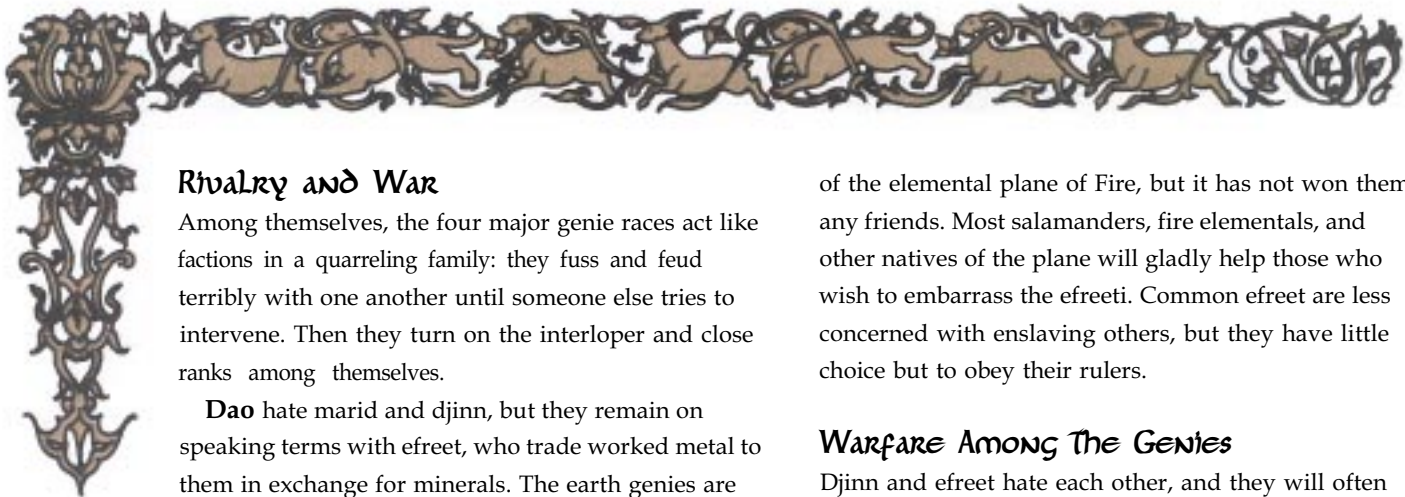 Rivalry and War
Among themselves, the four major genie races act like
factions in a quarreling family: they fuss and feud
terribly with one another until someone else tries to
intervene. Then they turn on the interloper and close
ranks among themselves.
Dao hate marid and djinn, but they remain on
speaking terms with efreet, who trade worked metal to
them in exchange for minerals. The earth genies are
of the elemental plane of Fire, but it has not won them
any friends. Most salamanders, fire elementals, and
other natives of the plane will gladly help those who
wish to embarrass the efreeti. Common efreet are less
concerned with enslaving others, but they have little
choice but to obey their rulers.
Warfare Among The Genies
Djinn and efreet hate each other, and they will often